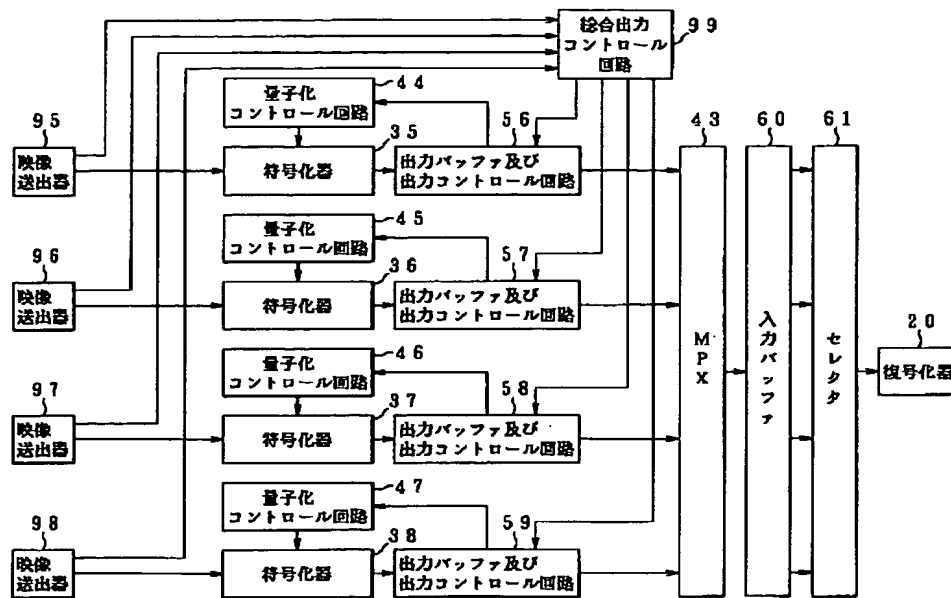 総合出力
コントロール
回路
99
量子化
コントロール回路
44
95
映像
送出器
35
符号化器
56
出力バッファ及び
出力コントロール回路
43
60
61
量子化
コントロール回路
45
96
映像
送出器
36
符号化器
57
出力バッファ及び
出力コントロール回路
MPX
入力バッファ
セレクタ
20
復号化器
量子化
コントロール回路
46
97
映像
送出器
37
符号化器
58
出力バッファ及び
出力コントロール回路
量子化
コントロール回路
47
98
映像
送出器
38
符号化器
59
出力バッファ及び
出力コントロール回路